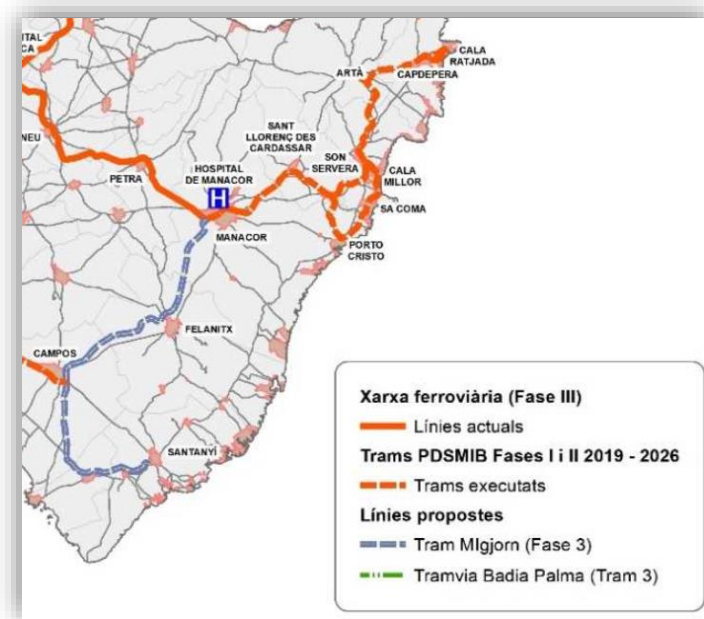 ITAL
CA
CALA
RATJADA
ARTÀ
CAPDEPERA
SANT
LLORENÇ DES
CARDASSAR
SON
SERVERA
NEU
HOSPITAL
DE MANACOR
PETRA
CALA
MILLOR
H
SA COMA
MANACOR
PORTO
CRISTO
FELANITX
CAMPOS
SANTANYÍ
Xarxa ferroviària (Fase III)
Línies actuals
Trams PDSMIB Fases I i II 2019 - 2026
Trams executats
Línies propostes
Tram MIgjorn (Fase 3)
Tramvia Badia Palma (Tram 3)